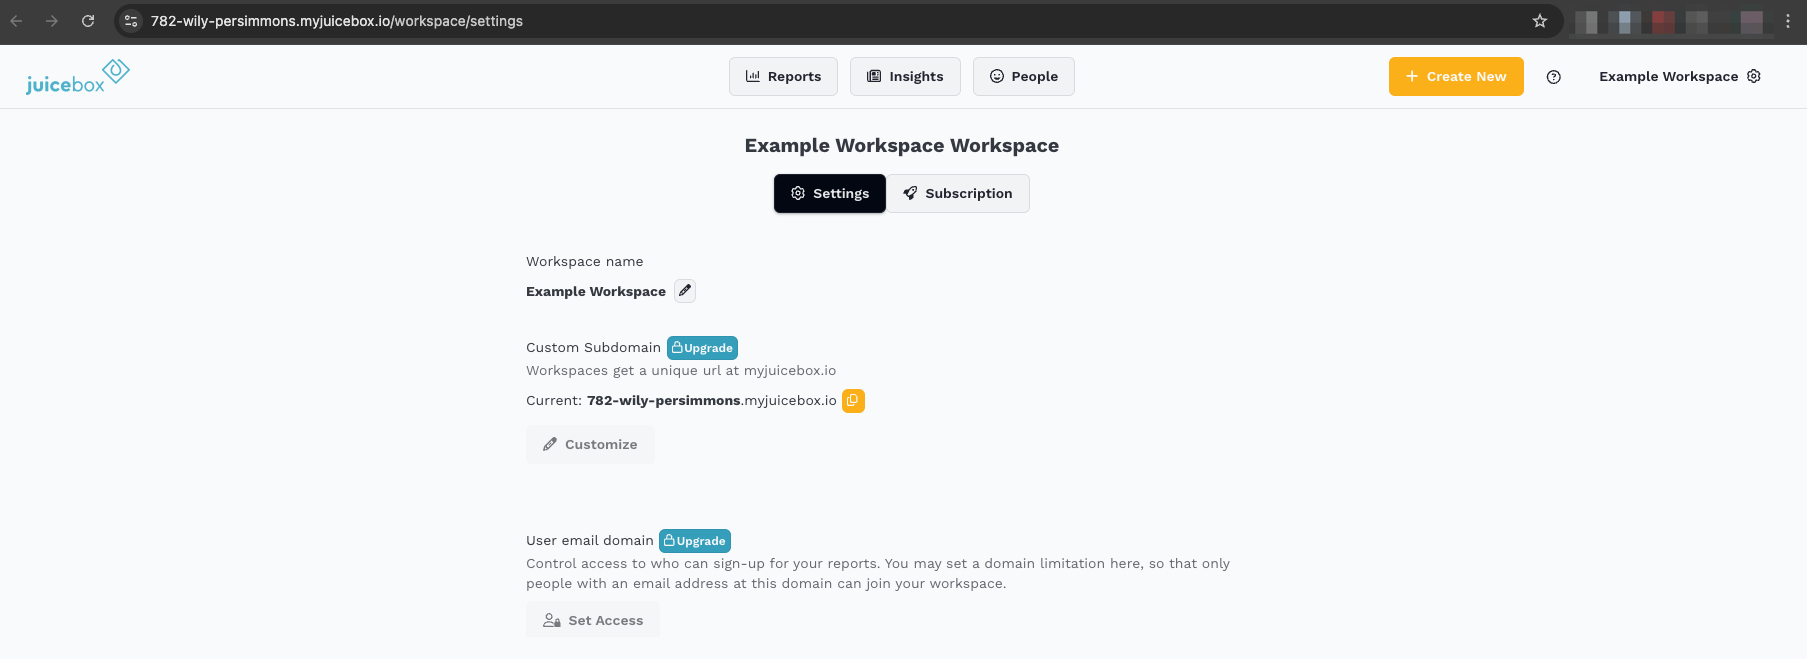 782-wily-persimmons.myjuicebox.io/workspace/settings
juicebox
Reports
Insights
People
+ Create New
Example Workspace
Example Workspace Workspace
Settings
Subscription
Workspace name
Example Workspace
Custom Subdomain Upgrade
Workspaces get a unique url at myjuicebox.io
Current: 782-wily-persimmons.myjuicebox.io
Customize
User email domain Upgrade
Control access to who can sign-up for your reports. You may set a domain limitation here, so that only
people with an email address at this domain can join your workspace.
Set Access